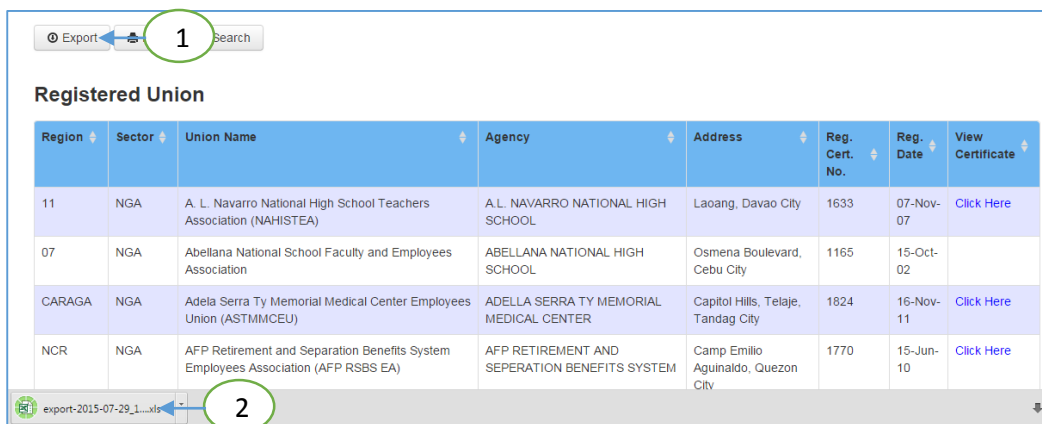 Export 1 Search
Registered Union
Region Sector Union Name Agency Address Reg. Cert. No. Reg. Date View Certificate
11 NGA A. L. Navarro National High School Teachers Association (NAHISTEA) A.L. NAVARRO NATIONAL HIGH SCHOOL Laoang, Davao City 1633 07-Nov-07 Click Here
07 NGA Abellana National School Faculty and Employees Association ABELLANA NATIONAL HIGH SCHOOL Osmena Boulevard, Cebu City 1165 15-Oct-02
CARAGA NGA Adela Serra Ty Memorial Medical Center Employees Union (ASTMMCEU) ADELLA SERRA TY MEMORIAL MEDICAL CENTER Capitol Hills, Telaje, Tandag City 1824 16-Nov-11 Click Here
NCR NGA AFP Retirement and Separation Benefits System Employees Association (AFP RSBS EA) AFP RETIREMENT AND SEPERATION BENEFITS SYSTEM Camp Emilio Aguinaldo, Quezon City 1770 15-Jun-10 Click Here
export-2015-07-29_1....xls 2